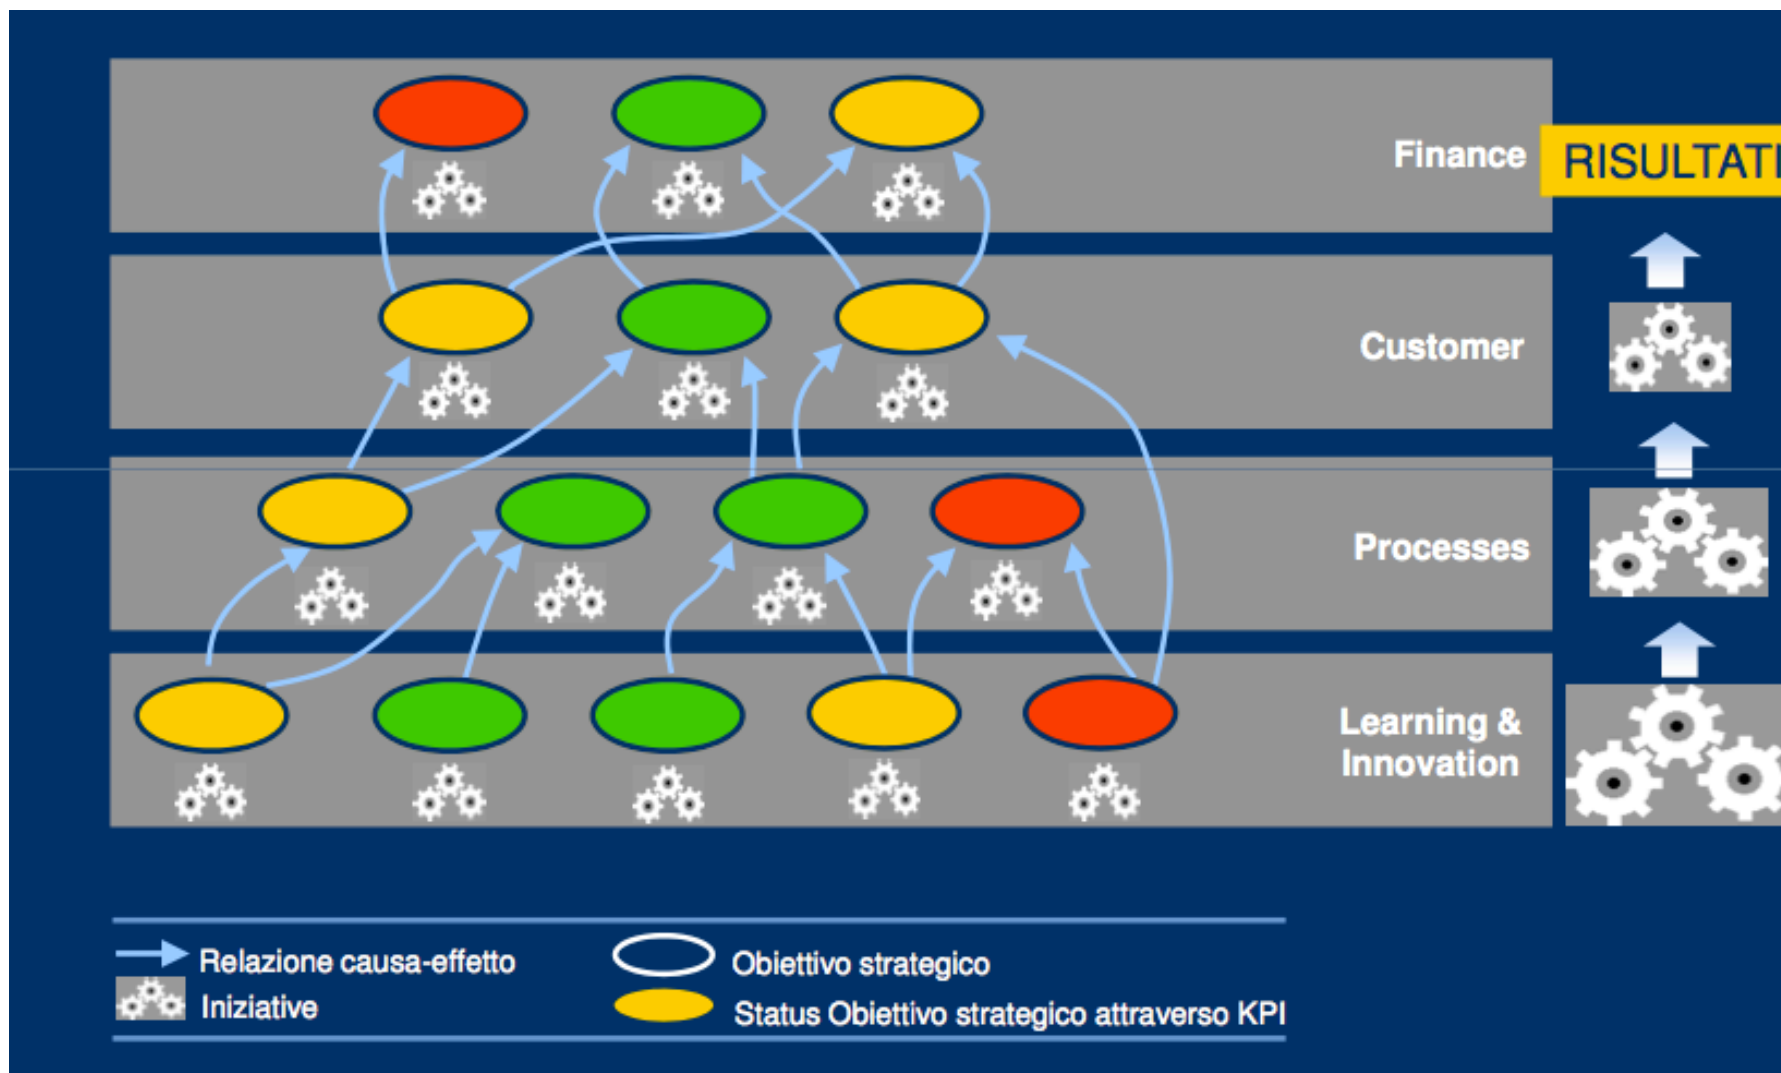 Finance
RISULTATI
Customer
Processes
Learning &
Innovation
Relazione causa-effetto
Obiettivo strategico
Iniziative
Status Obiettivo strategico attraverso KPI